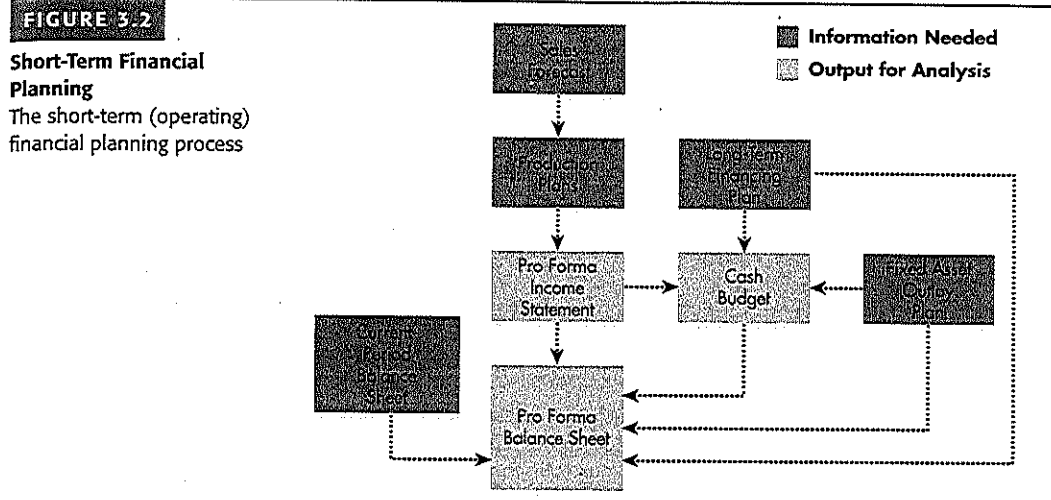 FIGURE 3.2
Short-Term Financial
Planning
The short-term (operating)
financial planning process
Information Needed
Output for Analysis
Sales
Forecast
Production
Plans
Long-Term
Financing
Plan
Pro Forma
Income
Statement
Cash
Budget
Fixed Asset
Outlay
Plan
Current
Period
Balance
Sheet
Pro Forma
Balance Sheet